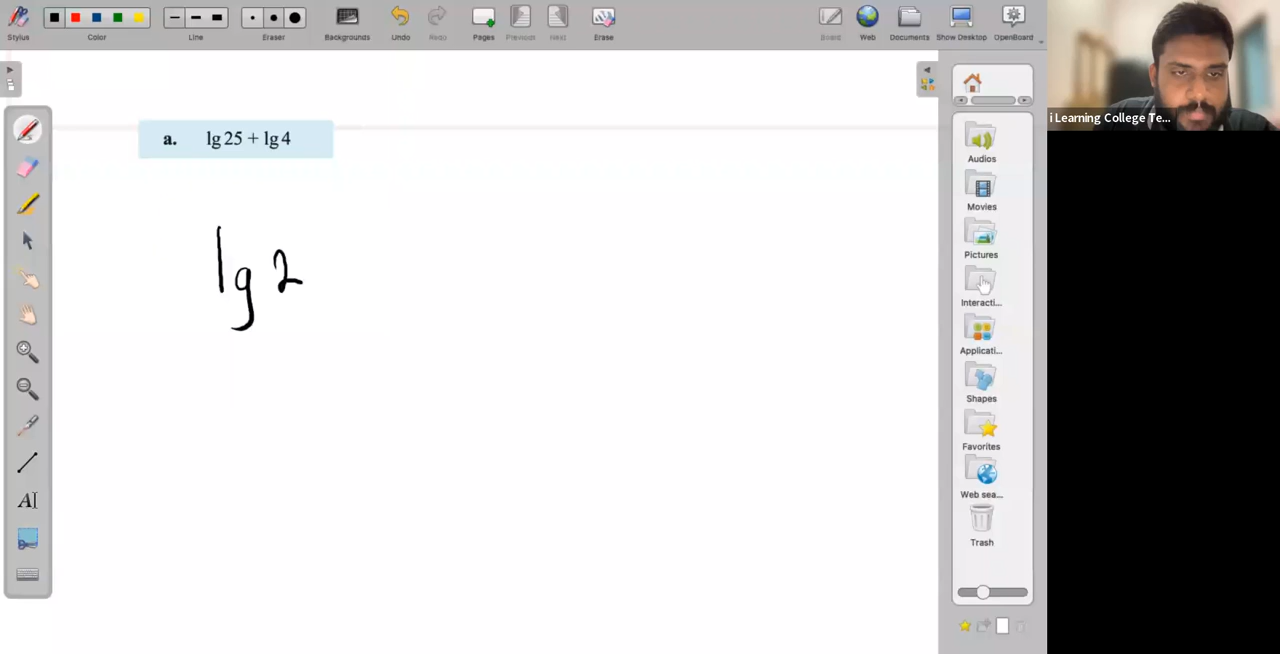 Stylus Color Line Eraser Backgrounds Undo Redo Pages Previous Next Erase Board Web Documents Show Desktop OpenBoard
i Learning College Te...
a. lg 25 + lg 4
lg 2
Audios
Movies
Pictures
Interacti...
Applicati...
Shapes
Favorites
Web sea...
Trash